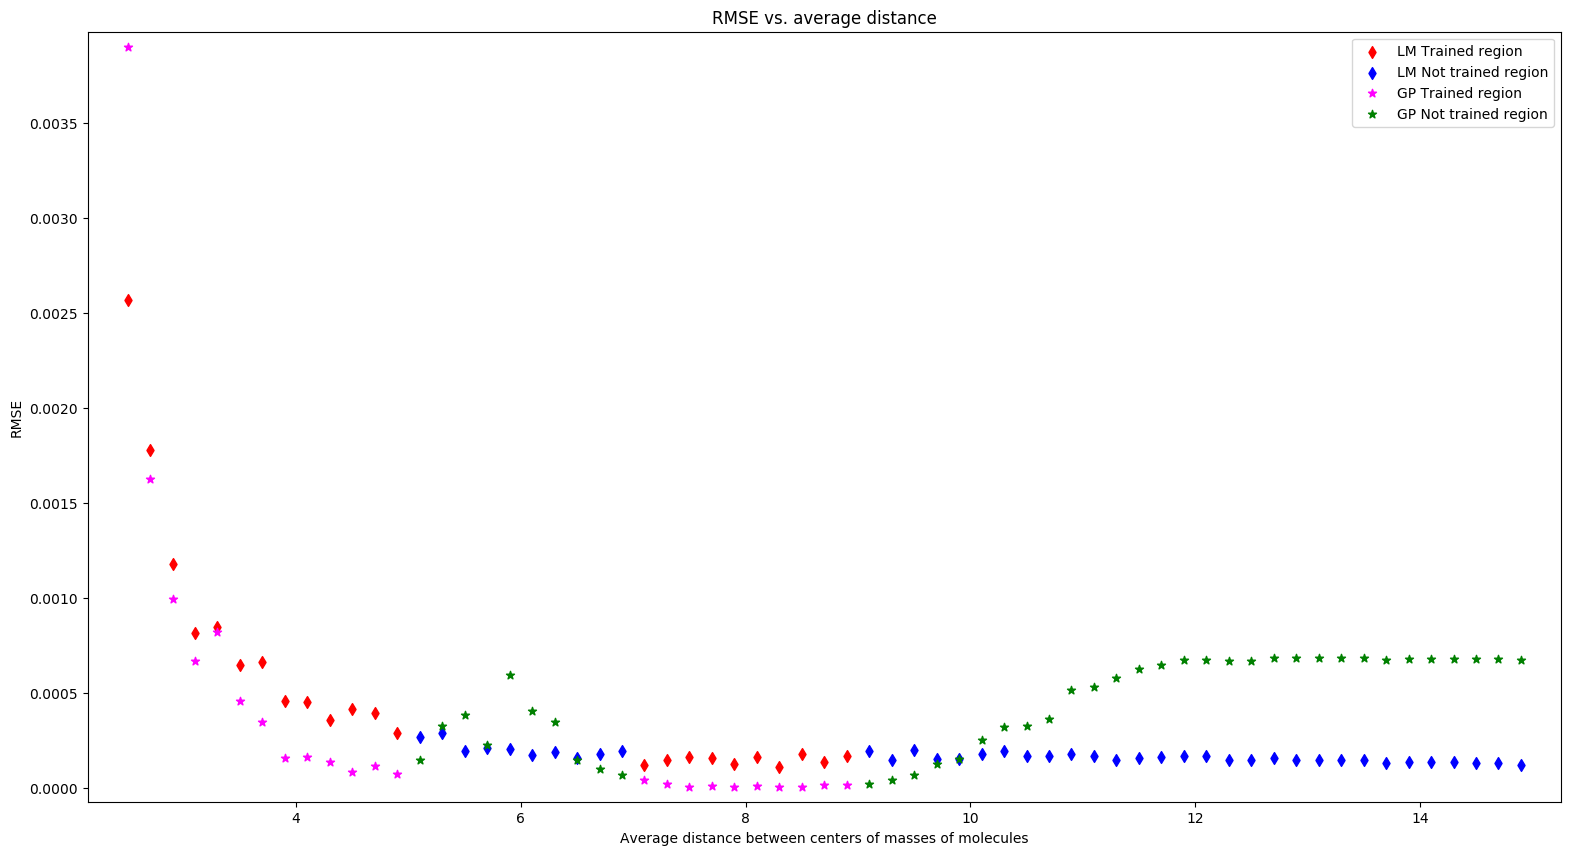 RMSE vs. average distance
LM Trained region
LM Not trained region
GP Trained region
GP Not trained region
RMSE
0.0035
0.0030
0.0025
0.0020
0.0015
0.0010
0.0005
0.0000
4
6
8
10
12
14
Average distance between centers of masses of molecules